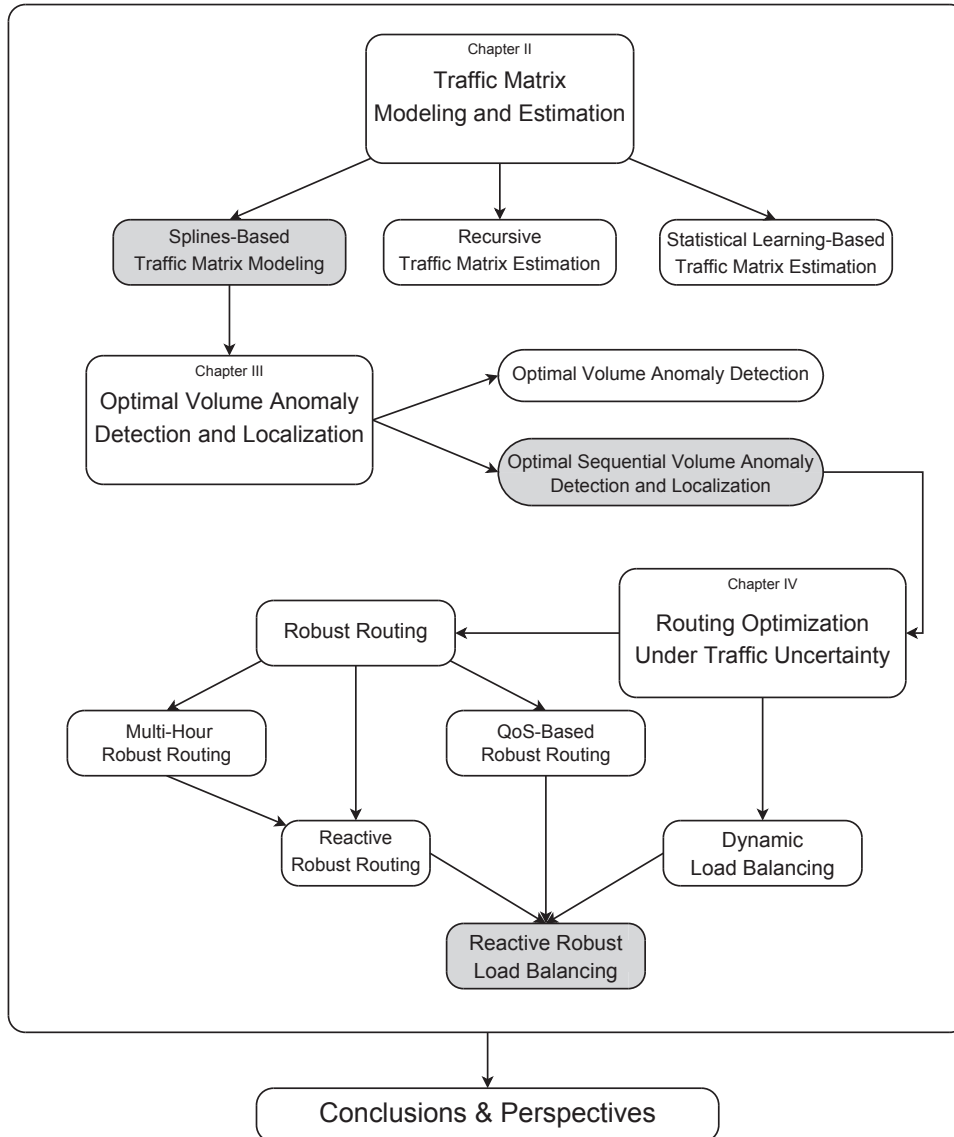 Chapter II
Traffic Matrix
Modeling and Estimation
Splines-Based
Traffic Matrix Modeling
Recursive
Traffic Matrix Estimation
Statistical Learning-Based
Traffic Matrix Estimation
Chapter III
Optimal Volume Anomaly
Detection and Localization
Optimal Volume Anomaly Detection
Optimal Sequential Volume Anomaly
Detection and Localization
Chapter IV
Routing Optimization
Under Traffic Uncertainty
Robust Routing
Multi-Hour
Robust Routing
QoS-Based
Robust Routing
Reactive
Robust Routing
Dynamic
Load Balancing
Reactive Robust
Load Balancing
Conclusions & Perspectives